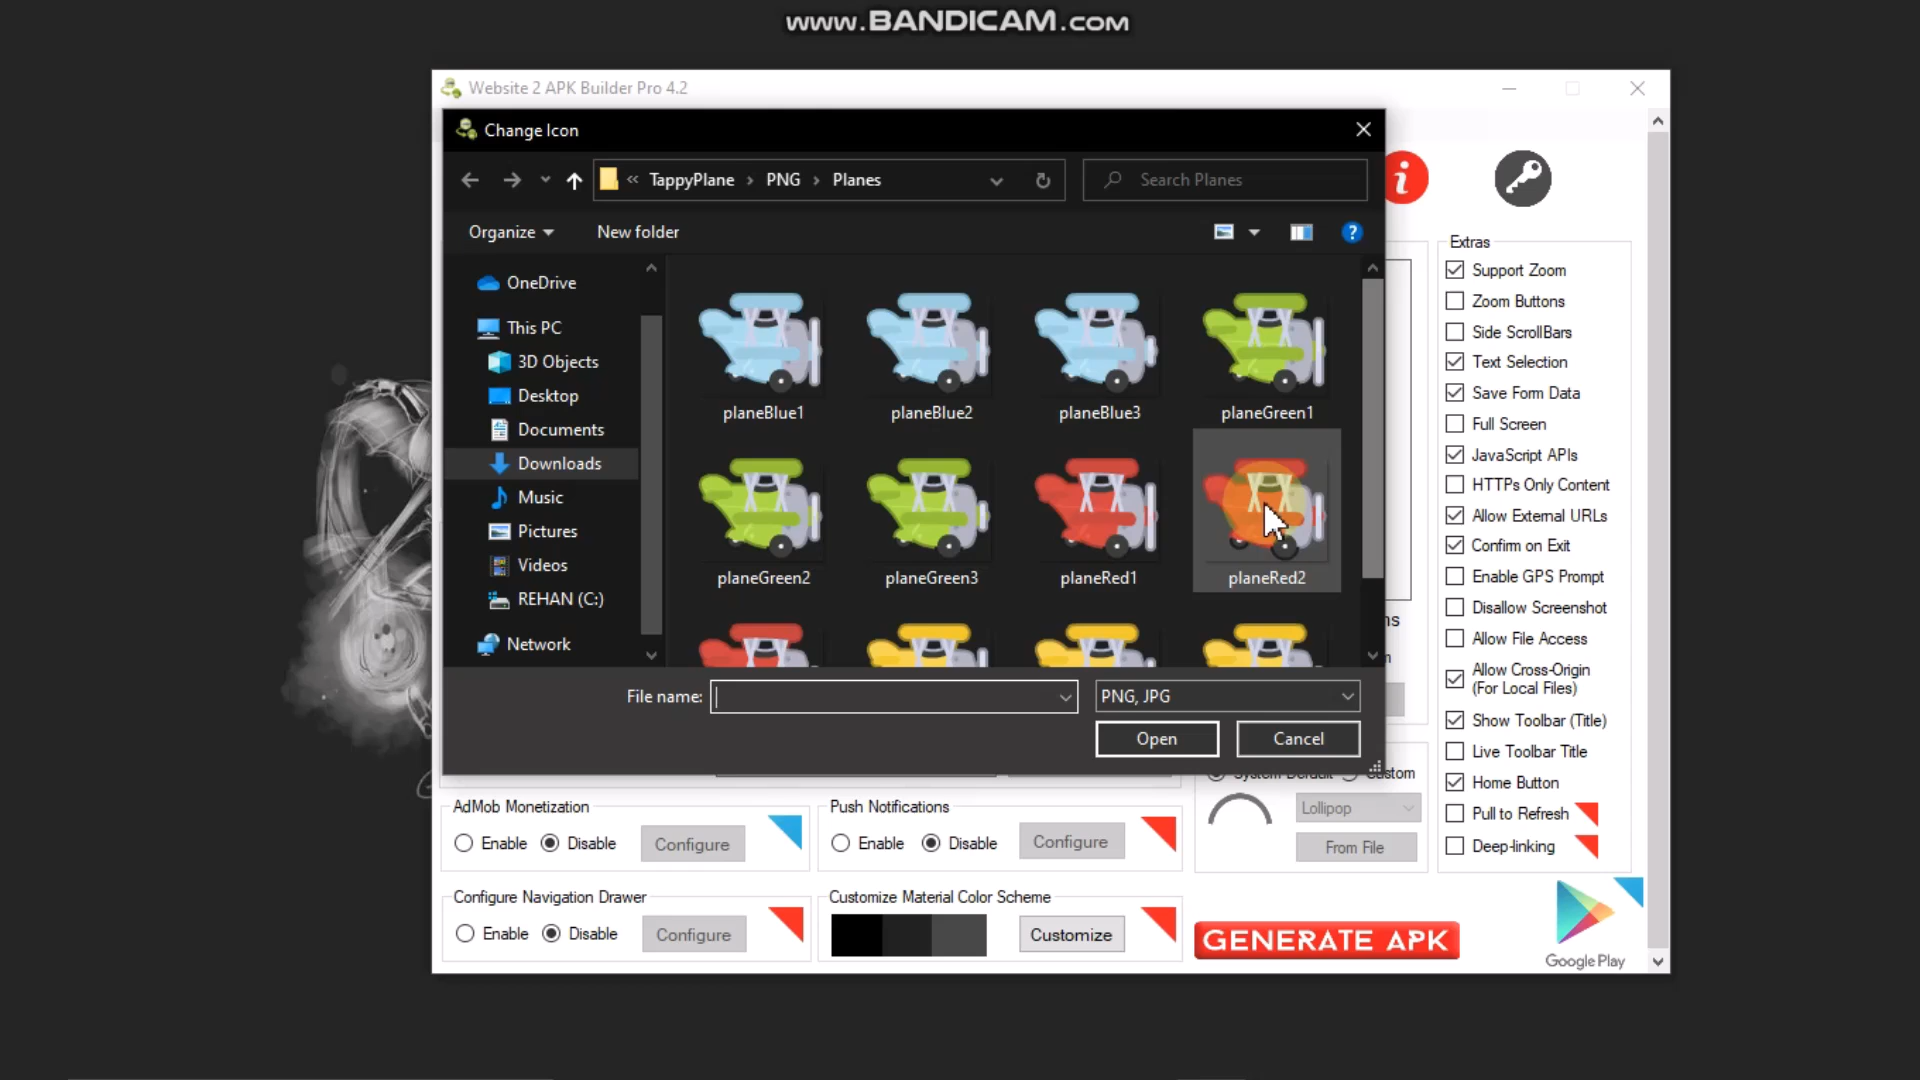 www.BANDICAM.com
Website 2 APK Builder Pro 4.2
Change Icon
« TappyPlane › PNG › Planes
Search Planes
Organize
New folder
OneDrive
This PC
3D Objects
Desktop
Documents
Downloads
Music
Pictures
Videos
REHAN (C:)
Network
planeBlue1
planeBlue2
planeBlue3
planeGreen1
planeGreen2
planeGreen3
planeRed1
planeRed2
File name:
PNG, JPG
Open
Cancel
Extras
Support Zoom
Zoom Buttons
Side ScrollBars
Text Selection
Save Form Data
Full Screen
JavaScript APIs
HTTPs Only Content
Allow External URLs
Confirm on Exit
Enable GPS Prompt
Disallow Screenshot
Allow File Access
Allow Cross-Origin
(For Local Files)
Show Toolbar (Title)
Live Toolbar Title
Home Button
Pull to Refresh
Deep-linking
System Default
Custom
Lollipop
From File
AdMob Monetization
Enable
Disable
Configure
Push Notifications
Enable
Disable
Configure
Configure Navigation Drawer
Enable
Disable
Configure
Customize Material Color Scheme
Customize
GENERATE APK
Google Play